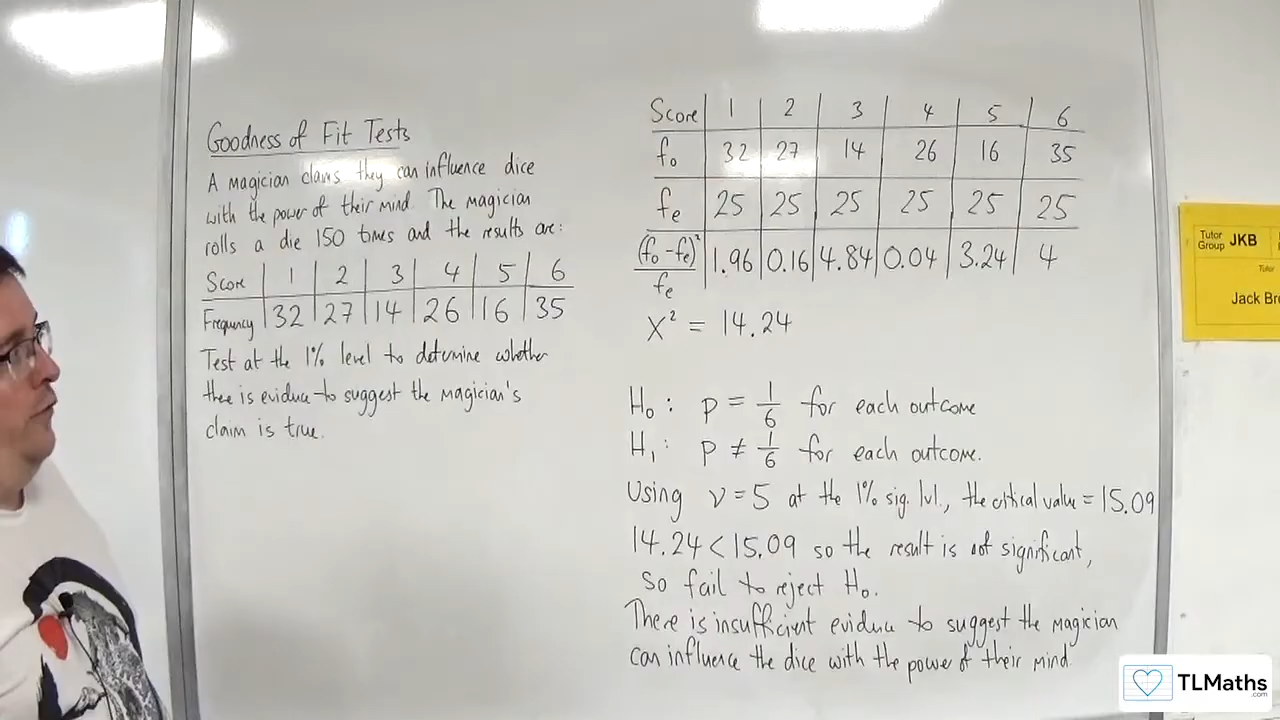 Goodness of Fit Tests
A magician claims they can influence dice
with the power of their mind. The magician
rolls a die 150 times and the results are:
Score 1 2 3 4 5 6
Frequency 32 27 14 26 16 35
Test at the 1% level to determine whether
there is evidence to suggest the magician's
claim is true.
Score 1 2 3 4 5 6
f₀ 32 27 14 26 16 35
fₑ 25 25 25 25 25 25
(f₀ - fₑ)²/fₑ 1.96 0.16 4.84 0.04 3.24 4
X² = 14.24
H₀: p = 1/6 for each outcome
H₁: p ≠ 1/6 for each outcome.
Using ν = 5 at the 1% sig. lvl., the critical value = 15.09
14.24 < 15.09 so the result is not significant,
so fail to reject H₀.
There is insufficient evidence to suggest the magician
can influence the dice with the power of their mind.
Tutor
Group JKB
Tutor
Jack Br
TLMaths
.com